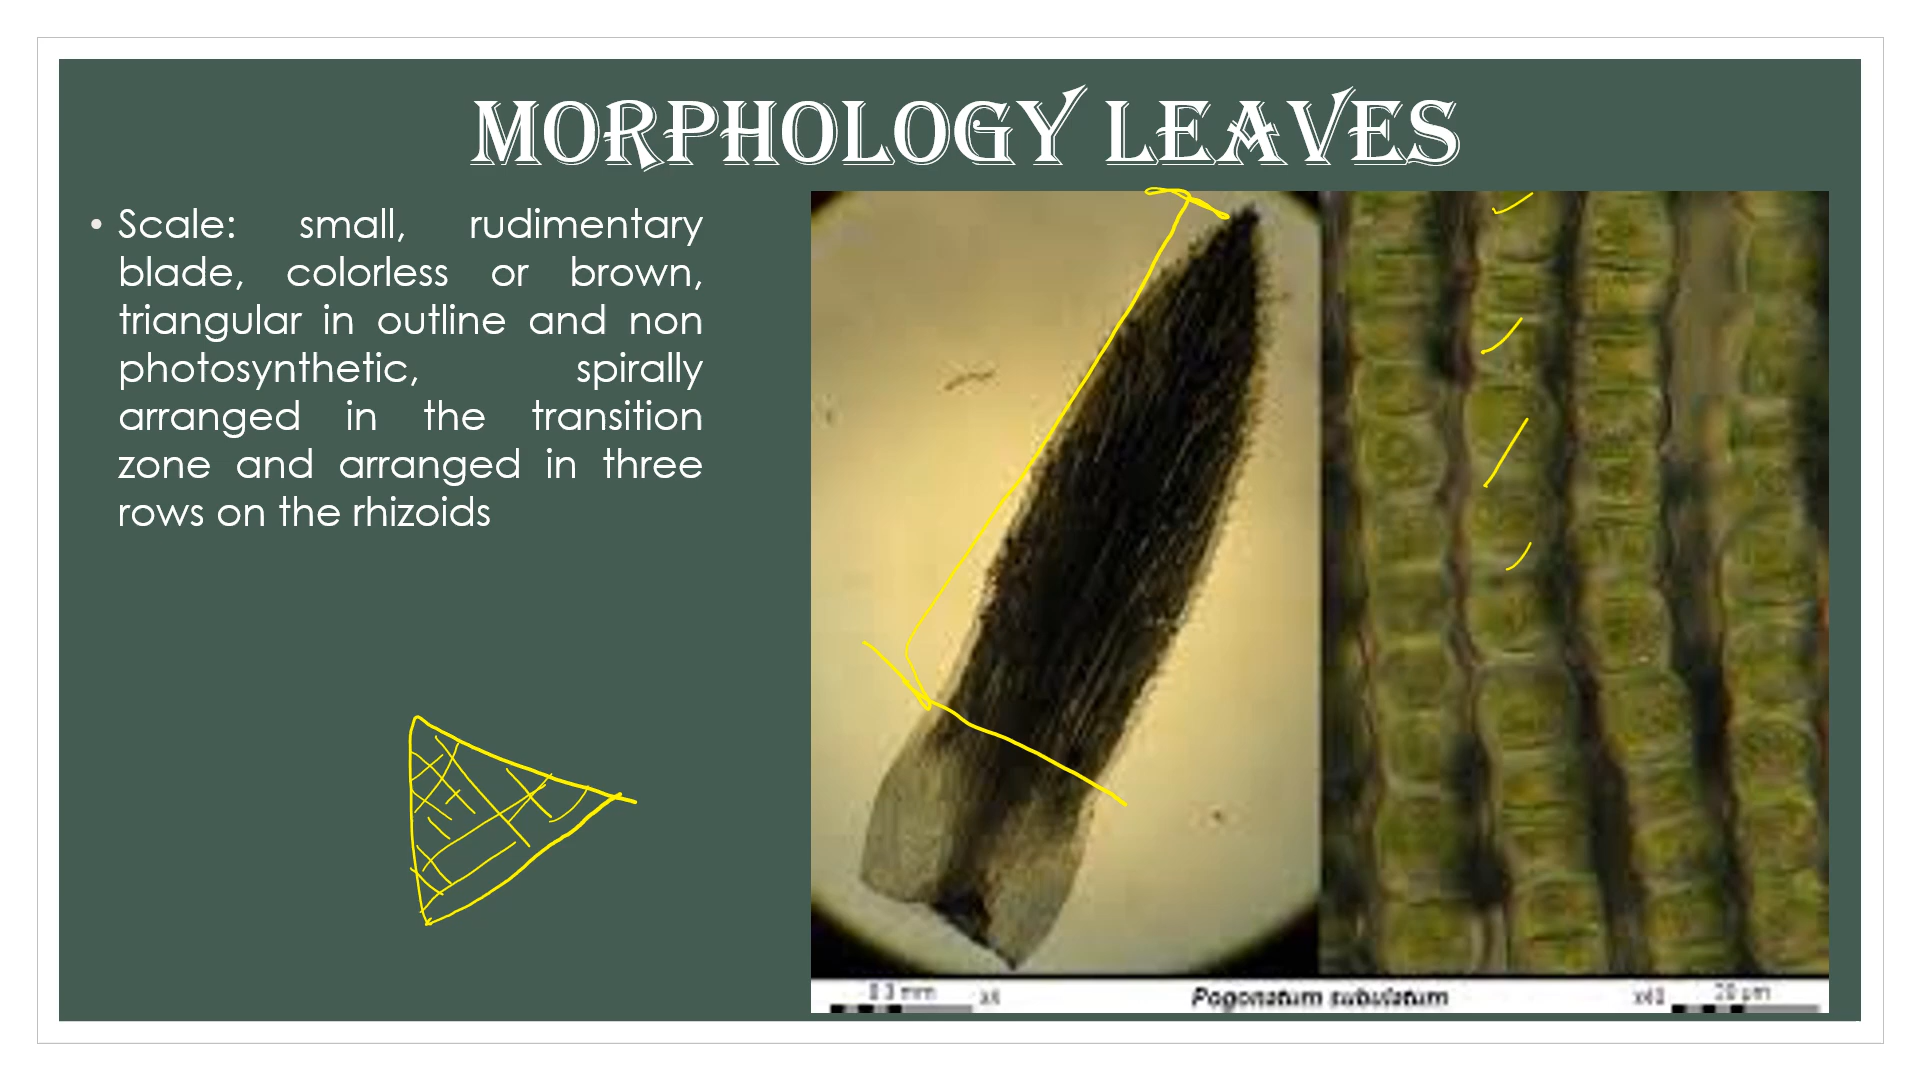 MORPHOLOGY LEAVES
• Scale: small, rudimentary
blade, colorless or brown,
triangular in outline and non
photosynthetic, spirally
arranged in the transition
zone and arranged in three
rows on the rhizoids
Pogonatum subulatum